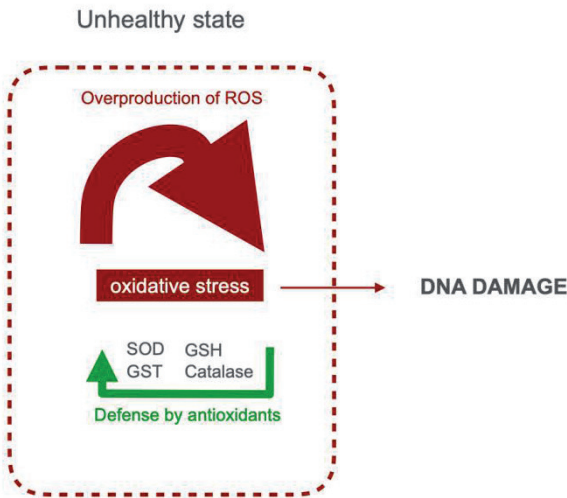 Unhealthy state
Overproduction of ROS
oxidative stress
DNA DAMAGE
SOD GSH
GST Catalase
Defense by antioxidants